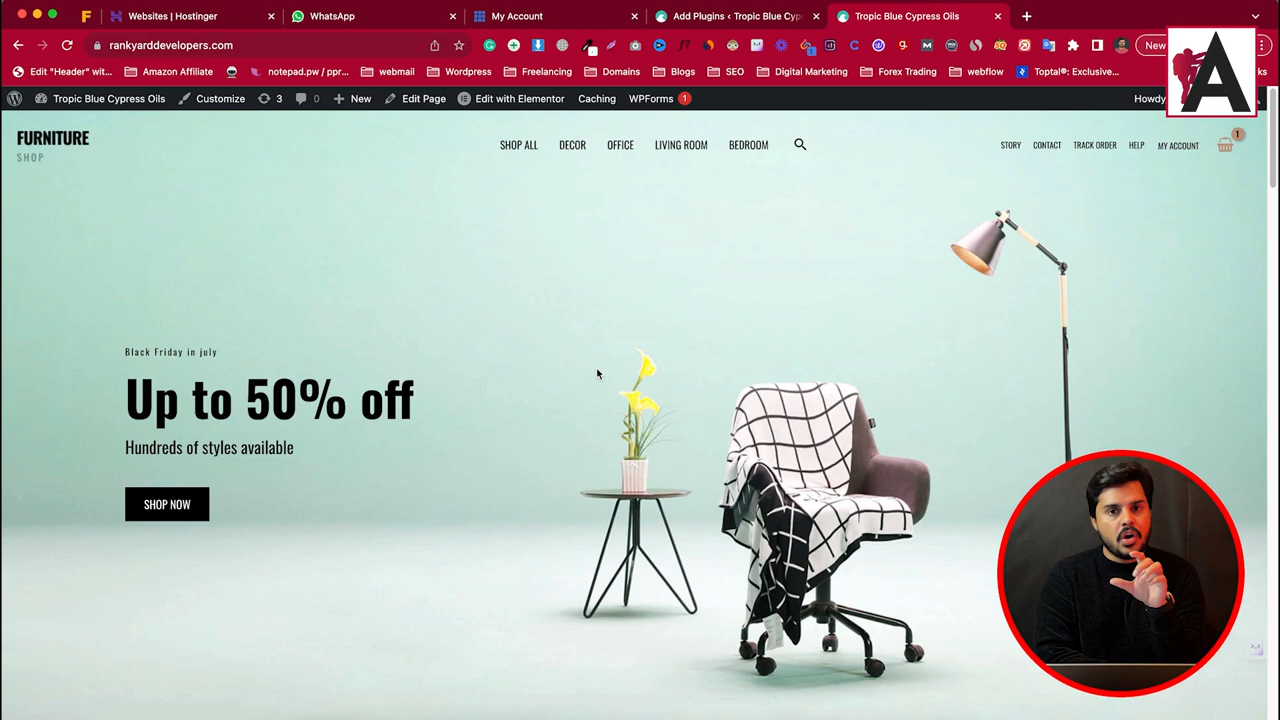 Websites | Hostinger
WhatsApp
My Account
Add Plugins ‹ Tropic Blue Cyp
Tropic Blue Cypress Oils
rankyarddevelopers.com
New
Edit "Header" wit...
Amazon Affiliate
notepad.pw / ppr...
webmail
Wordpress
Freelancing
Domains
Blogs
SEO
Digital Marketing
Forex Trading
webflow
Toptal®: Exclusive...
A
Tropic Blue Cypress Oils
Customize
3
0
New
Edit Page
Edit with Elementor
Caching
WPForms 1
Howdy
FURNITURE
SHOP
SHOP ALL
DECOR
OFFICE
LIVING ROOM
BEDROOM
STORY
CONTACT
TRACK ORDER
HELP
MY ACCOUNT
1
Black Friday in july
Up to 50% off
Hundreds of styles available
SHOP NOW